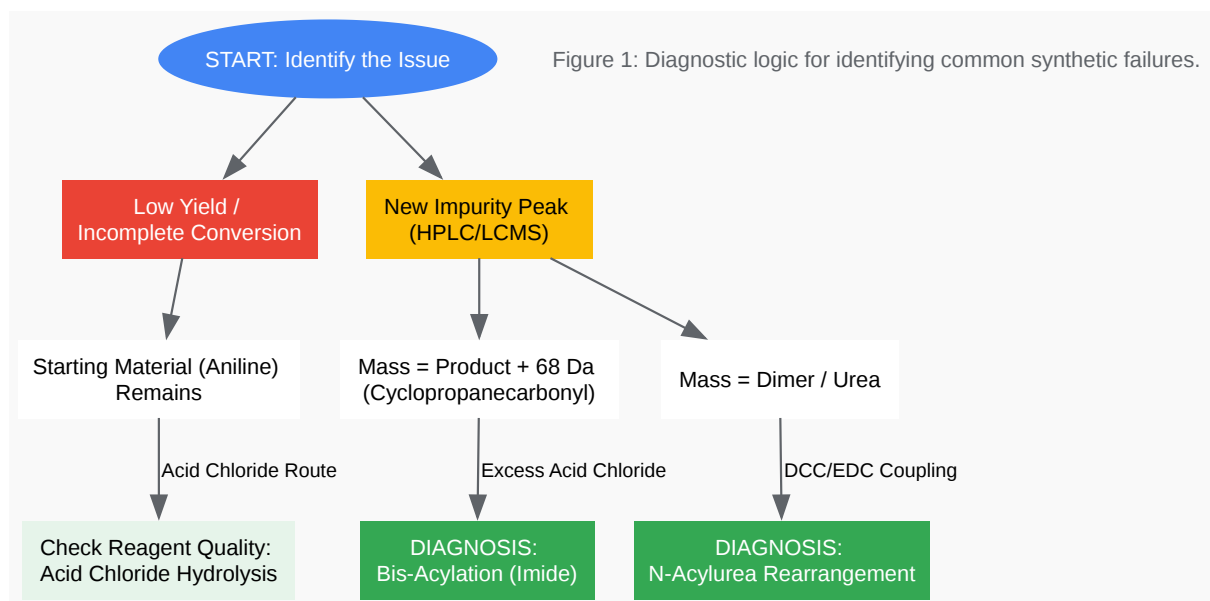 START: Identify the Issue
Figure 1: Diagnostic logic for identifying common synthetic failures.
Low Yield /
Incomplete Conversion
New Impurity Peak
(HPLC/LCMS)
Starting Material (Aniline)
Remains
Mass = Product + 68 Da
(Cyclopropanecarbonyl)
Mass = Dimer / Urea
Acid Chloride Route
Excess Acid Chloride
DCC/EDC Coupling
Check Reagent Quality:
Acid Chloride Hydrolysis
DIAGNOSIS:
Bis-Acylation (Imide)
DIAGNOSIS:
N-Acylurea Rearrangement